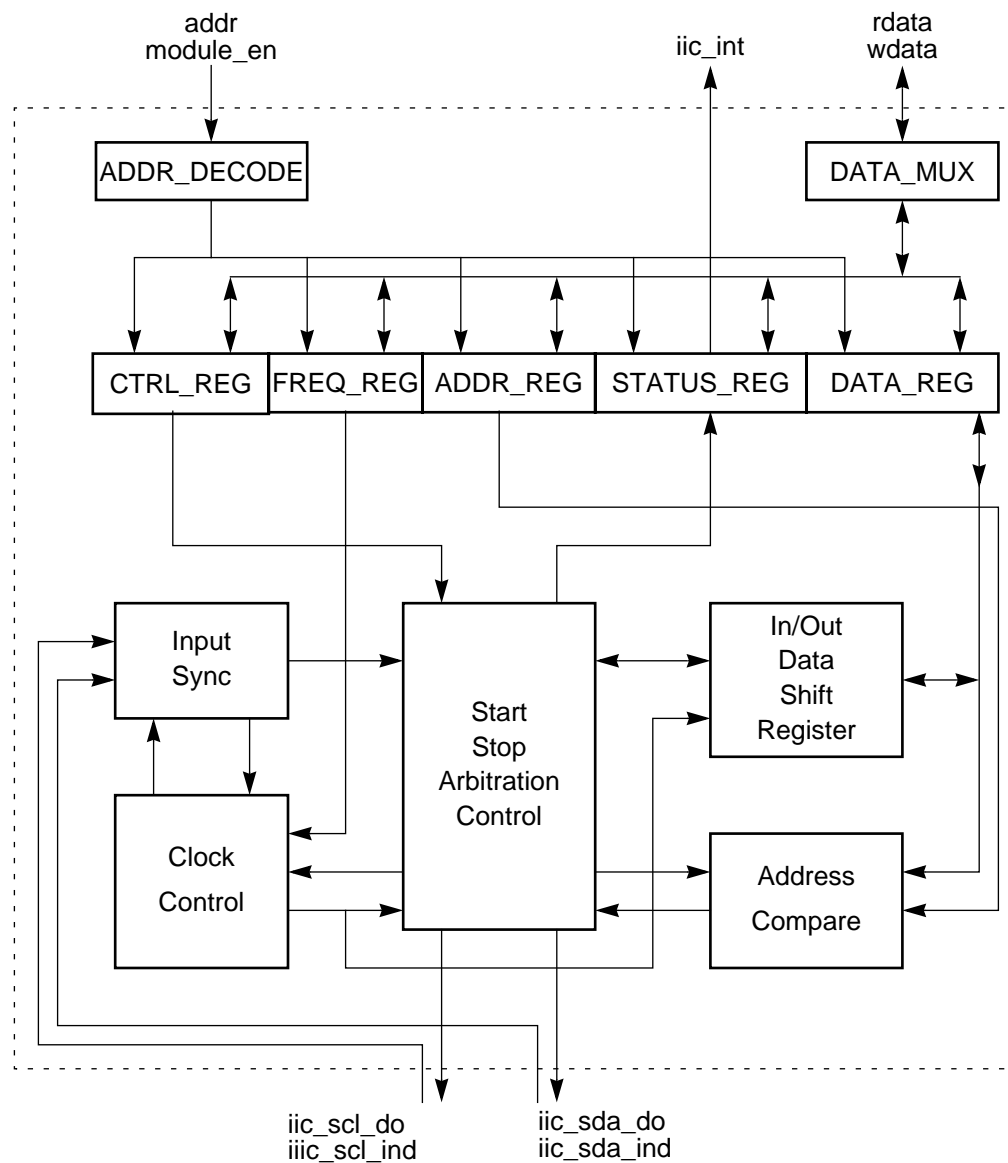 addr
module_en
iic_int
rdata
wdata
ADDR_DECODE
DATA_MUX
CTRL_REG
FREQ_REG
ADDR_REG
STATUS_REG
DATA_REG
Input
Sync
Start
Stop
Arbitration
Control
In/Out
Data
Shift
Register
Clock
Control
Address
Compare
iic_scl_do
iiic_scl_ind
iic_sda_do
iic_sda_ind